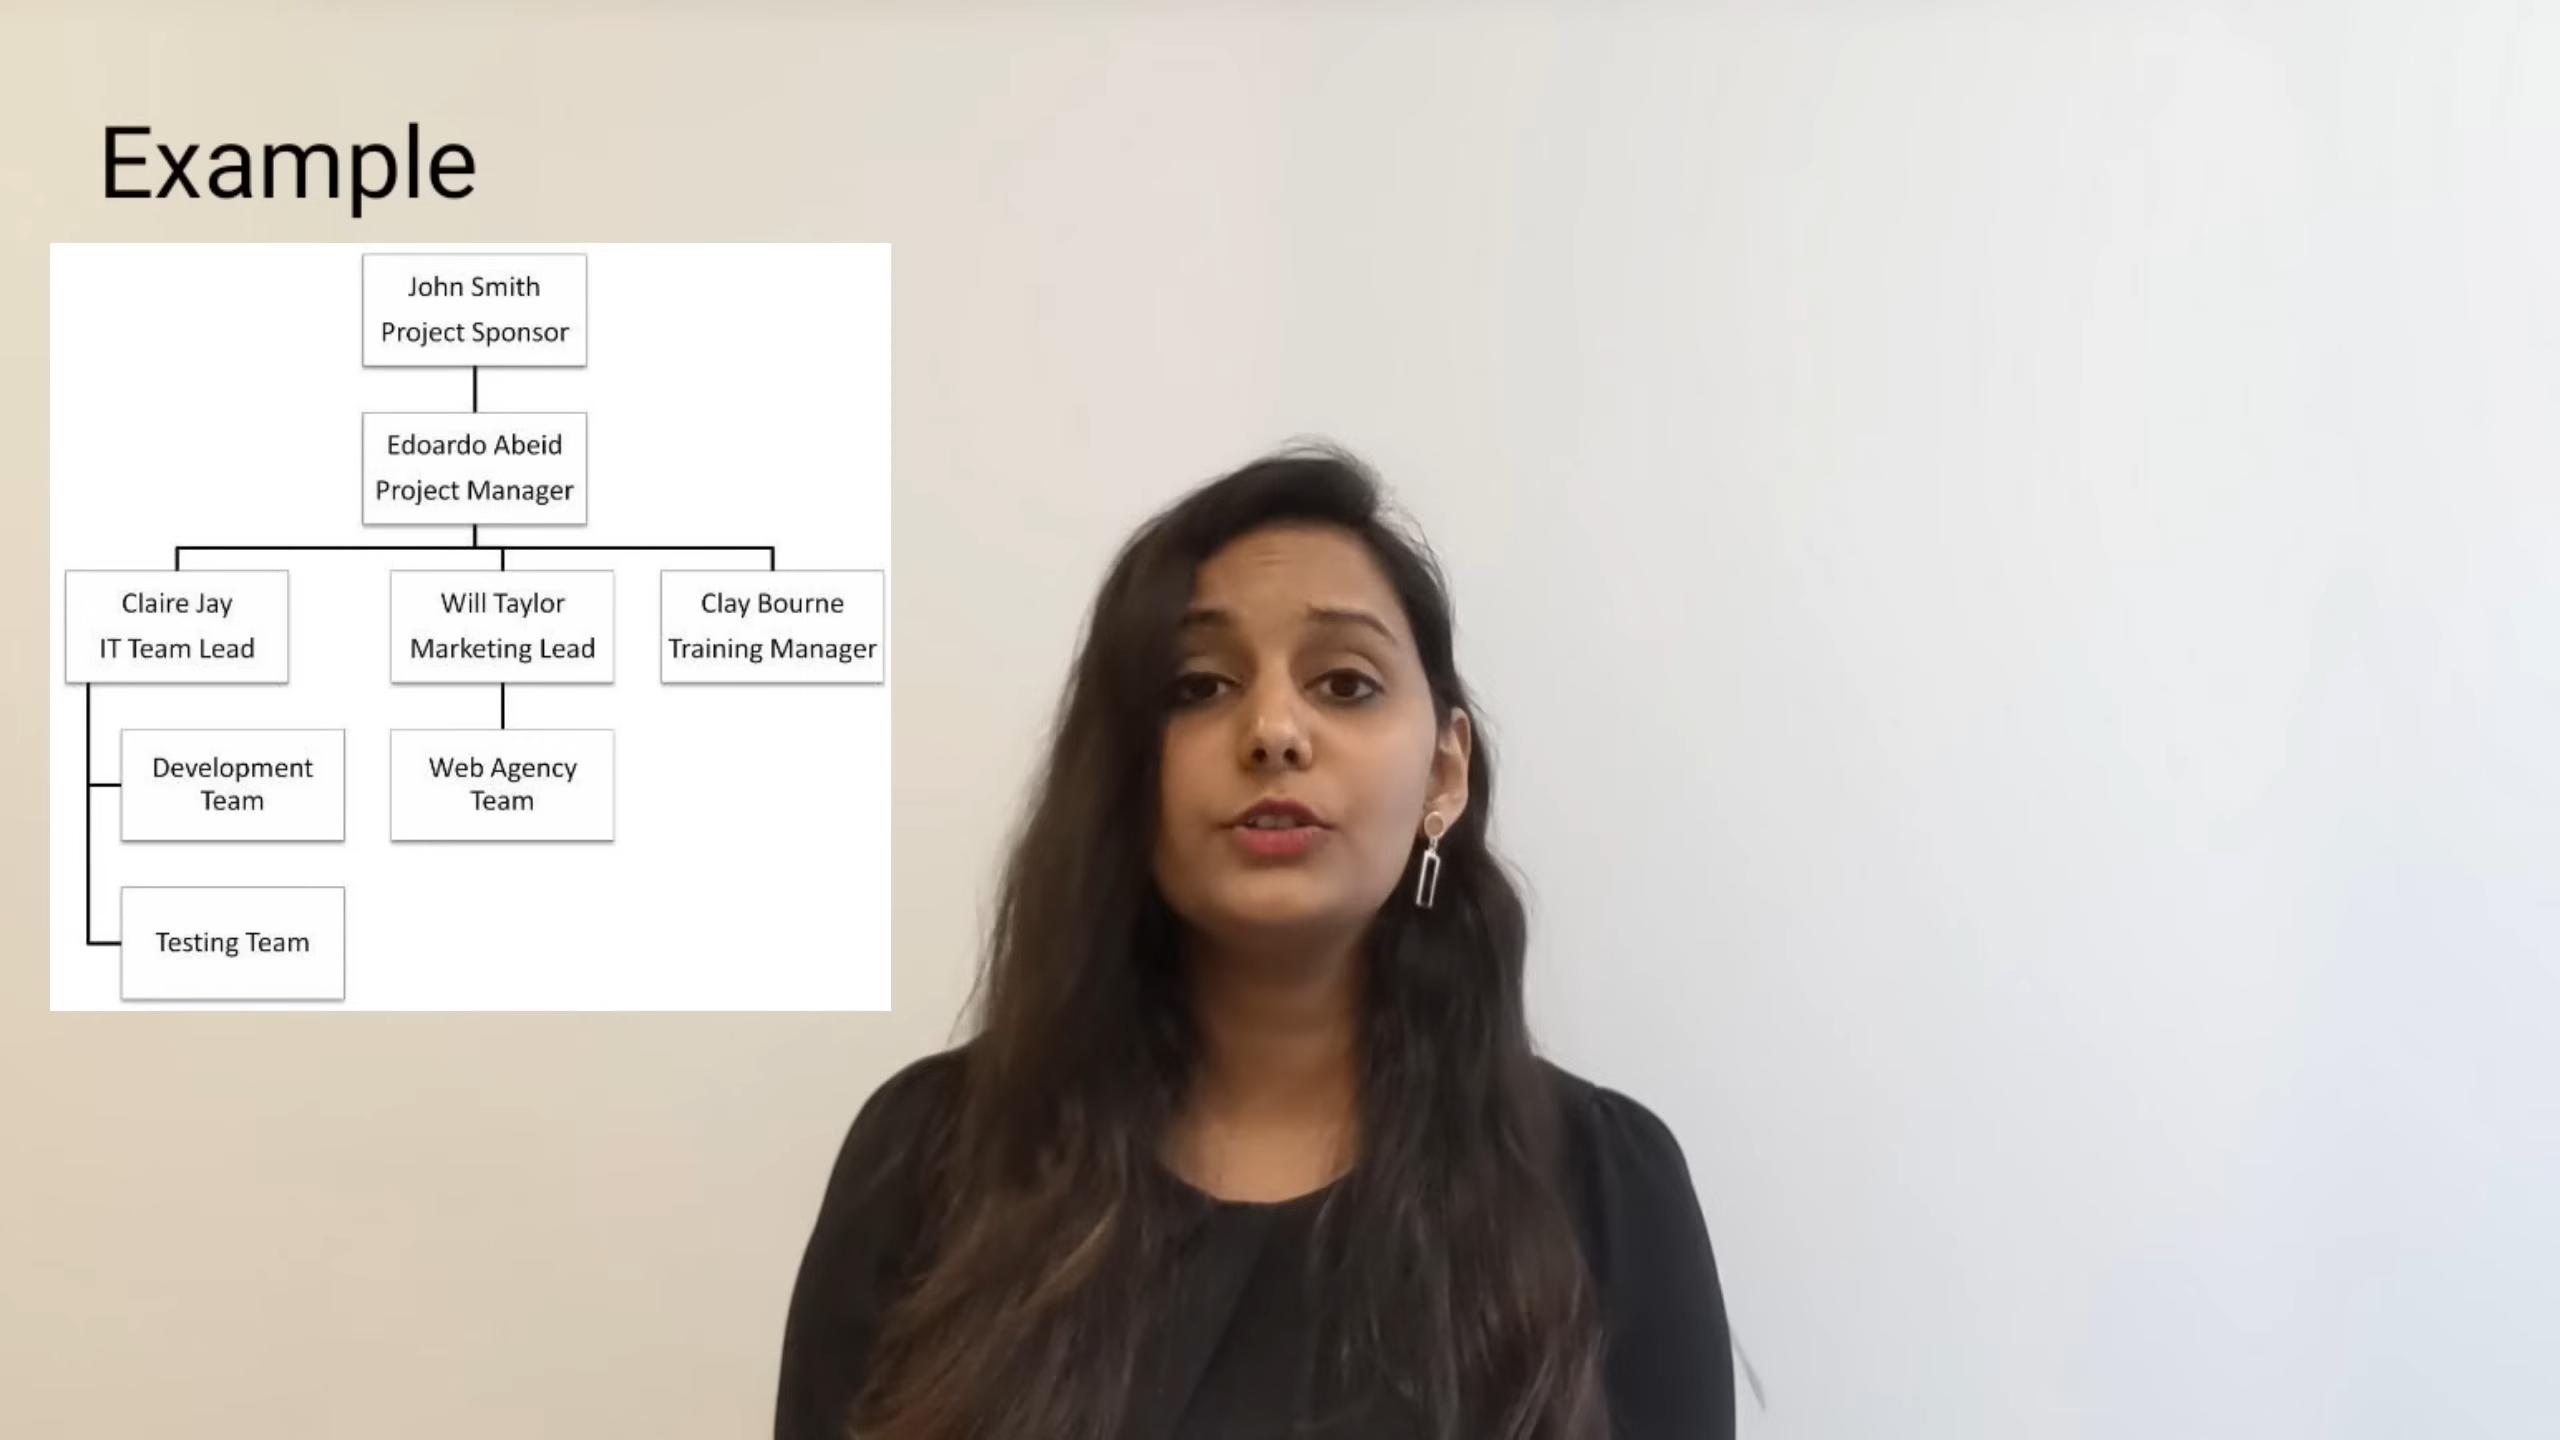 Example
John Smith
Project Sponsor
Edoardo Abeid
Project Manager
Claire Jay
IT Team Lead
Will Taylor
Marketing Lead
Clay Bourne
Training Manager
Development
Team
Web Agency
Team
Testing Team